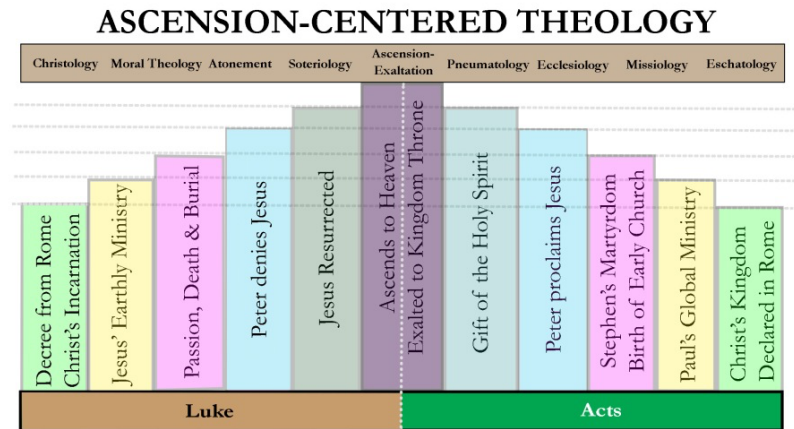 ASCENSION-CENTERED THEOLOGY
Christology
Moral Theology
Atonement
Soteriology
Ascension-
Exaltation
Pneumatology
Ecclesiology
Missiology
Eschatology
Decree from Rome
Christ's Incarnation
Jesus' Earthly Ministry
Passion, Death & Burial
Peter denies Jesus
Jesus Resurrected
Ascends to Heaven
Exalted to Kingdom Throne
Gift of the Holy Spirit
Peter proclaims Jesus
Stephen's Martyrdom
Birth of Early Church
Paul's Global Ministry
Christ's Kingdom
Declared in Rome
Luke
Acts